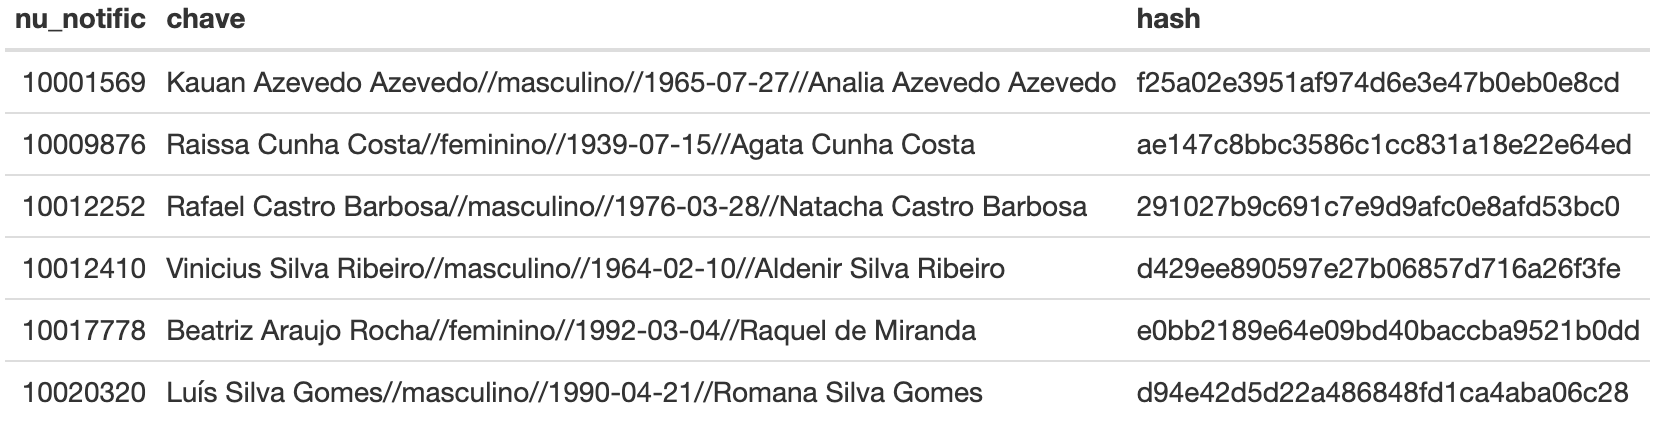 nu_notific chave hash
10001569 Kauan Azevedo Azevedo//masculino//1965-07-27//Analia Azevedo Azevedo f25a02e3951af974d6e3e47b0eb0e8cd
10009876 Raissa Cunha Costa//feminino//1939-07-15//Agata Cunha Costa ae147c8bbc3586c1cc831a18e22e64ed
10012252 Rafael Castro Barbosa//masculino//1976-03-28//Natacha Castro Barbosa 291027b9c691c7e9d9afc0e8afd53bc0
10012410 Vinicius Silva Ribeiro//masculino//1964-02-10//Aldenir Silva Ribeiro d429ee890597e27b06857d716a26f3fe
10017778 Beatriz Araujo Rocha//feminino//1992-03-04//Raquel de Miranda e0bb2189e64e09bd40baccba9521b0dd
10020320 Luís Silva Gomes//masculino//1990-04-21//Romana Silva Gomes d94e42d5d22a486848fd1ca4aba06c28